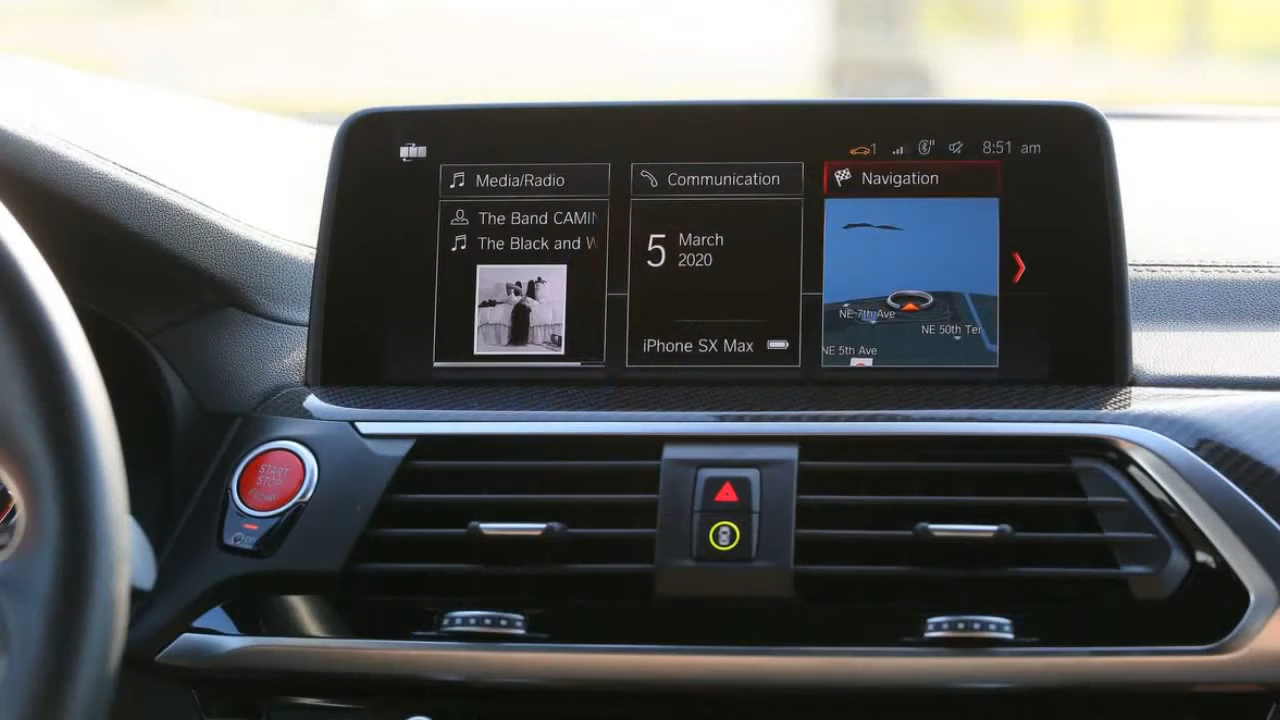 1
8:51 am
Media/Radio
The Band CAMIN
The Black and W
Communication
5
March
2020
iPhone SX Max
Navigation
NE 7th Ave
NE 50th Ter
NE 5th Ave
START
STOP